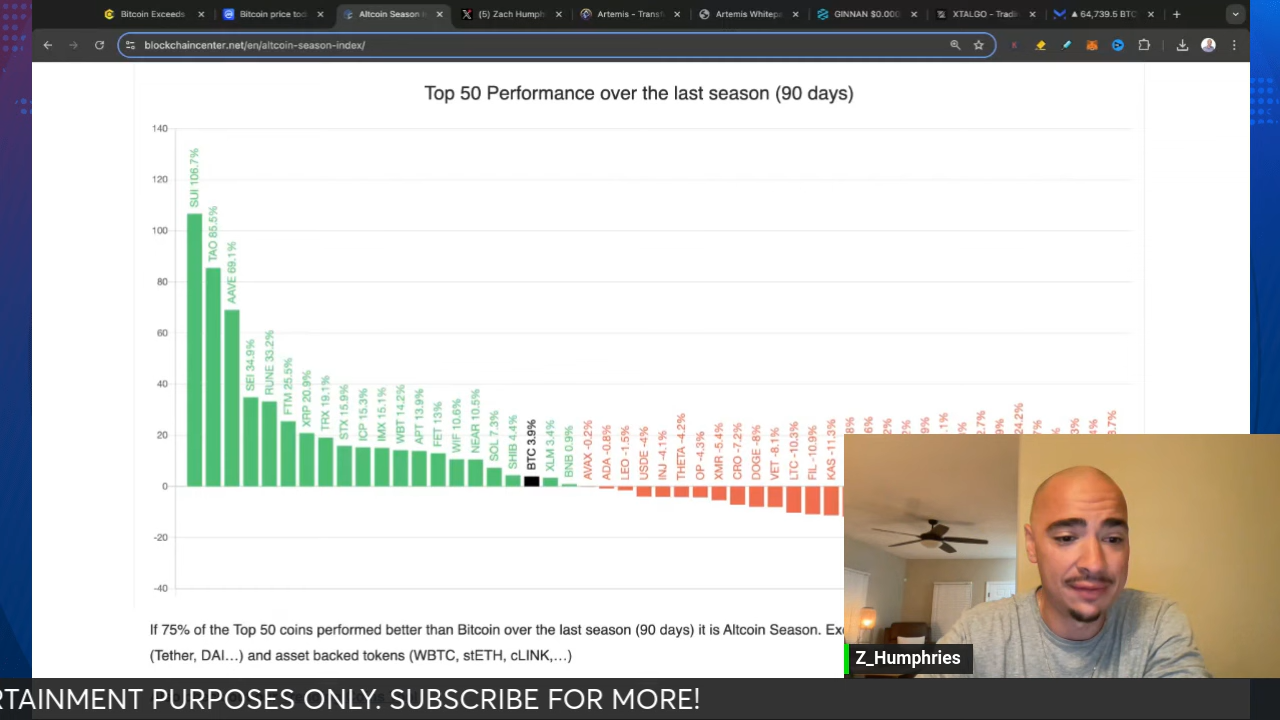 Bitcoin Exceeds
Bitcoin price tod
Altcoin Season
(5) Zach Humph
Artemis - Transf
Artemis Whitepa
GINNAN $0.000
XTALGO - Tradi
▲ 64,739.5 BTC
blockchaincenter.net/en/altcoin-season-index/
Top 50 Performance over the last season (90 days)
140
120
100
80
60
40
20
0
-20
-40
SUI 106.7%
TAO 85.5%
AAVE 69.1%
SEI 34.9%
RUNE 33.2%
FTM 25.5%
XRP 20.9%
TRX 19.1%
STX 15.9%
ICP 15.3%
IMX 15.1%
WBT 14.2%
APT 13.9%
FET 13%
WIF 10.6%
NEAR 10.5%
SOL 7.3%
SHIB 4.4%
BTC 3.9%
XLM 3.4%
BNB 0.9%
AVAX -0.2%
ADA -0.8%
LEO -1.5%
USDE -4%
INJ -4.1%
THETA -4.2%
OP -4.3%
XMR -5.4%
CRO -7.2%
DOGE -8%
VET -8.1%
LTC -10.3%
FIL -10.9%
KAS -11.3%
If 75% of the Top 50 coins performed better than Bitcoin over the last season (90 days) it is Altcoin Season. Ex
(Tether, DAI...) and asset backed tokens (WBTC, stETH, cLINK,...)
Z_Humphries
RTAINMENT PURPOSES ONLY. SUBSCRIBE FOR MORE!